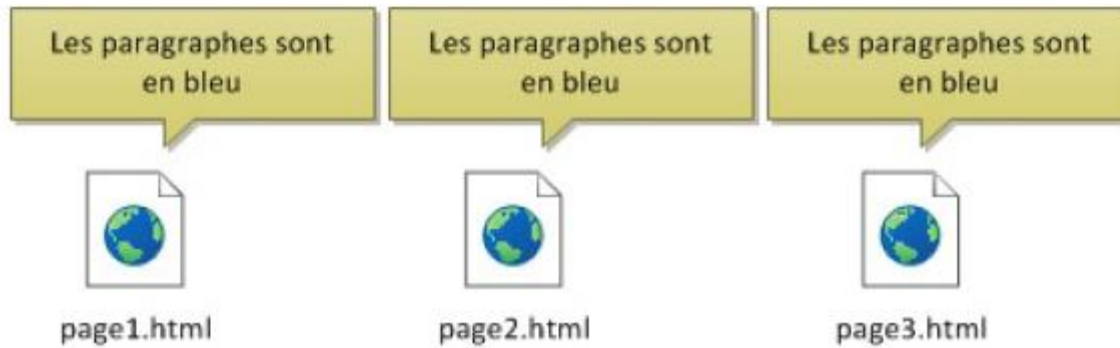 Les paragraphes sont
en bleu
Les paragraphes sont
en bleu
Les paragraphes sont
en bleu
page1.html
page2.html
page3.html